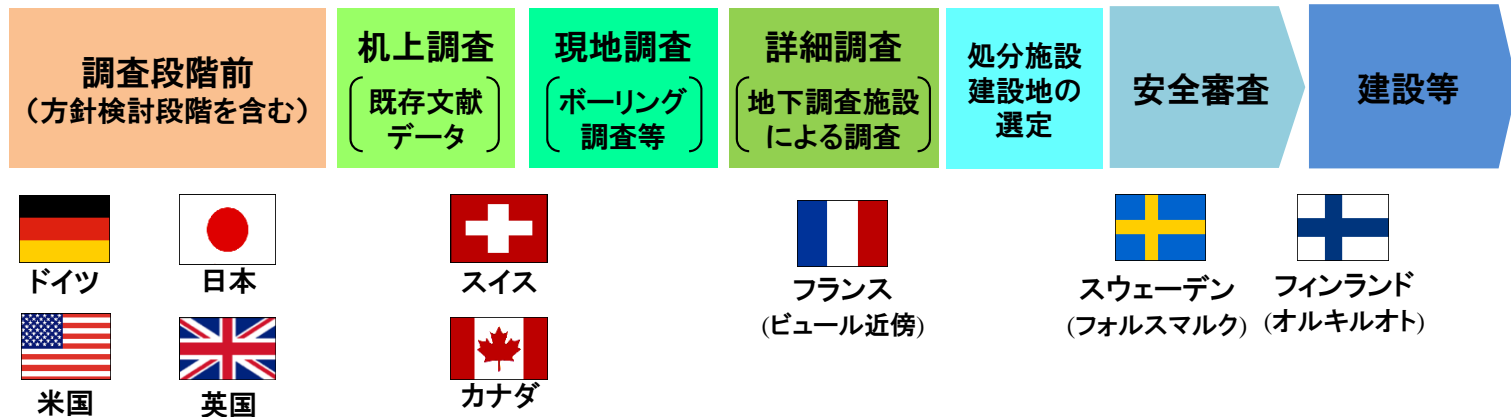 調査段階前
（方針検討段階を含む）
机上調査
既存文献
データ
現地調査
ボーリング
調査等
詳細調査
地下調査施設
による調査
処分施設
建設地の
選定
安全審査
建設等
ドイツ
日本
スイス
フランス
(ビュール近傍)
スウェーデン
(フォルスマルク)
フィンランド
(オルキルオト)
米国
英国
カナダ